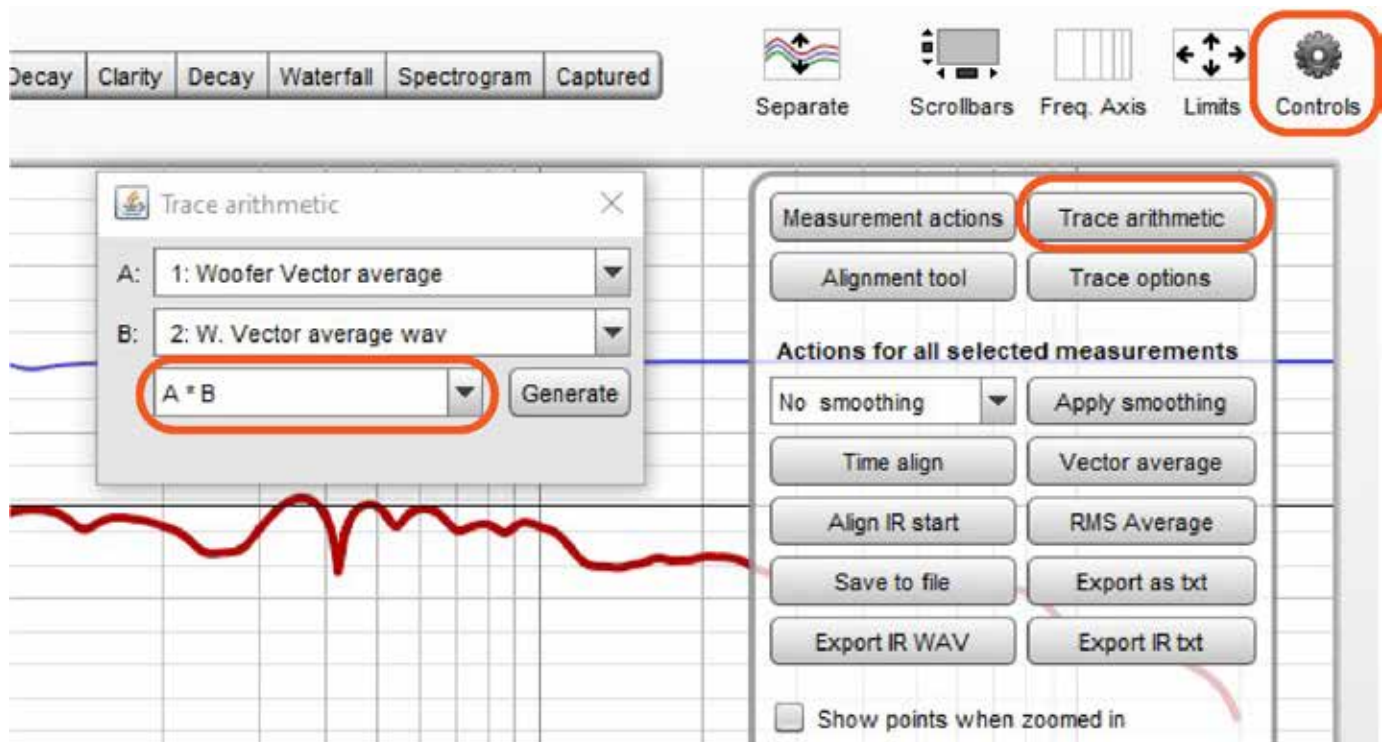 Decay Clarity Decay Waterfall Spectrogram Captured
Separate Scrollbars Freq. Axis Limits Controls
Trace arithmetic
A: 1: Woofer Vector average
B: 2: W. Vector average wav
A * B Generate
Measurement actions Trace arithmetic
Alignment tool Trace options
Actions for all selected measurements
No smoothing Apply smoothing
Time align Vector average
Align IR start RMS Average
Save to file Export as txt
Export IR WAV Export IR txt
Show points when zoomed in